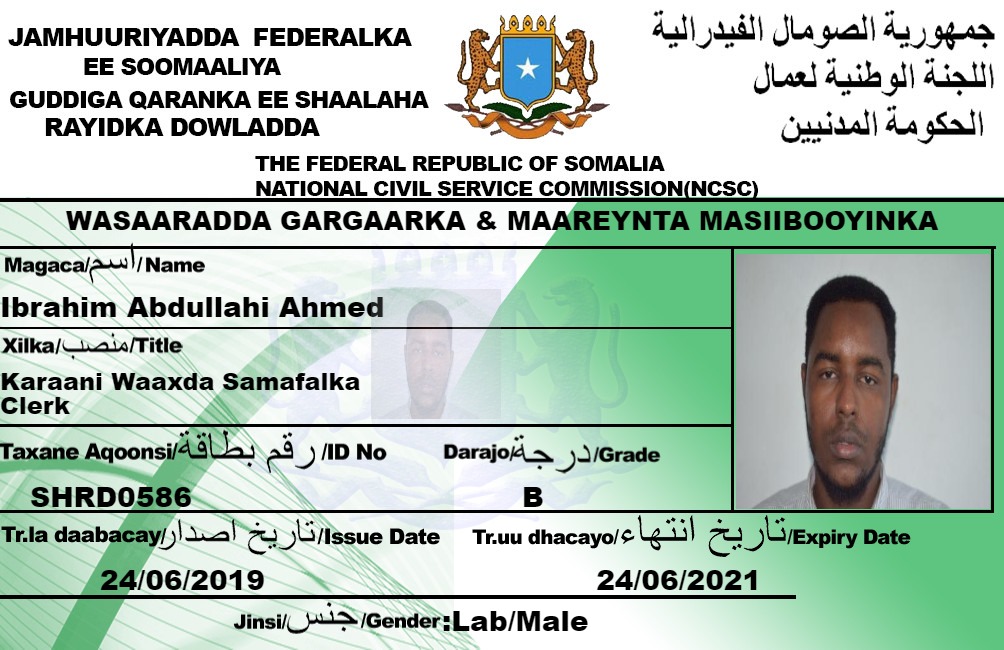 JAMHUURIYADDA FEDERALKA
EE SOOMAALIYA
GUDDIGA QARANKA EE SHAALAHA
RAYIDKA DOWLADDA
جمهورية الصومال الفيدرالية
اللجنة الوطنية لعمال
الحكومة المدنيين
THE FEDERAL REPUBLIC OF SOMALIA
NATIONAL CIVIL SERVICE COMMISSION(NCSC)
WASAARADDA GARGAARKA & MAAREYNTA MASIIBOOYINKA
Magaca/اسم/Name
Ibrahim Abdullahi Ahmed
Xilka/منصب/Title
Karaani Waaxda Samafalka
Clerk
Taxane Aqoonsi/رقم بطاقة/ID No
SHRD0586
Darajo/درجة/Grade
B
Tr.la daabacay/تاريخ اصدار/Issue Date
24/06/2019
Tr.uu dhacayo/تاريخ انتهاء/Expiry Date
24/06/2021
Jinsi/جنس/Gender:Lab/Male